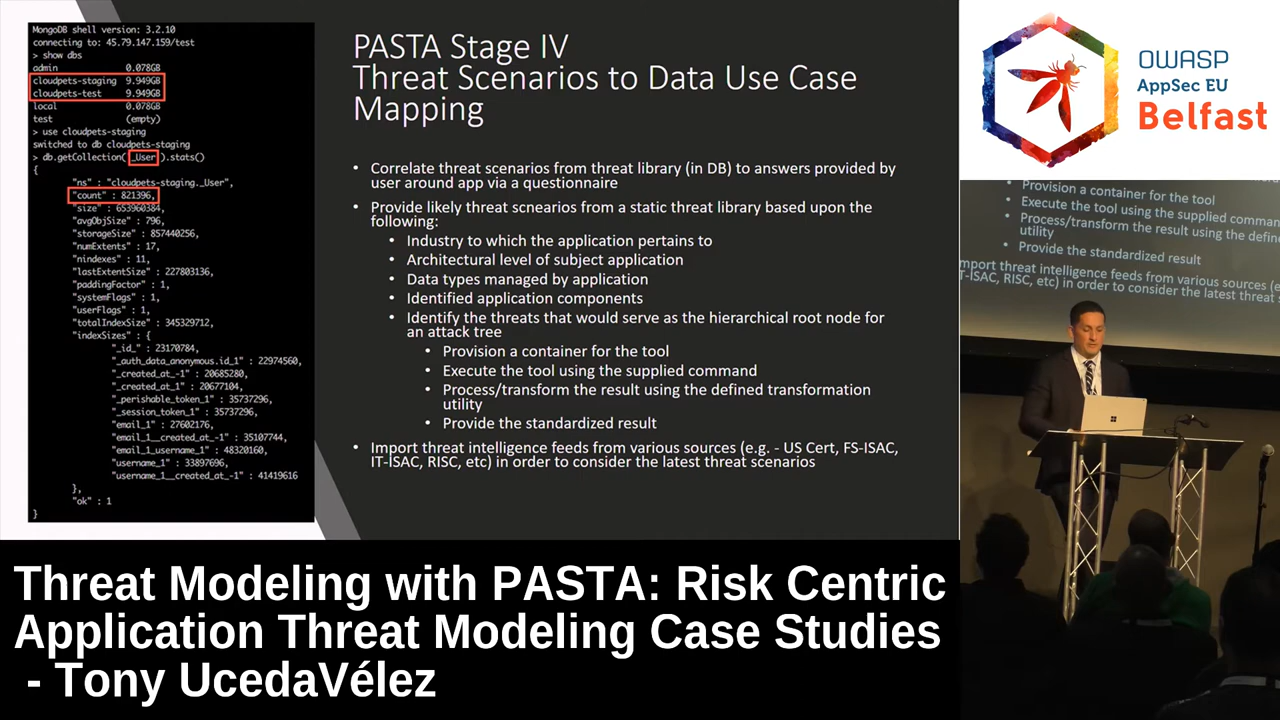 MongoDB shell version: 3.2.10
connecting to: 45.79.147.159/test
> show dbs
admin 0.078GB
cloudpets-staging 9.949GB
cloudpets-test 9.949GB
local 0.078GB
test (empty)
> use cloudpets-staging
switched to db cloudpets-staging
> db.getCollection('_User').stats()
{
"ns" : "cloudpets-staging._User",
"count" : 821396,
"size" : 653960384,
"avgObjSize" : 796,
"storageSize" : 857440256,
"numExtents" : 17,
"nindexes" : 11,
"lastExtentSize" : 227803136,
"paddingFactor" : 1,
"systemFlags" : 1,
"userFlags" : 1,
"totalIndexSize" : 345329712,
"indexSizes" : {
"_id_" : 23170784,
"_auth_data_anonymous.id_1" : 22974560,
"_created_at_-1" : 20685280,
"_created_at_1" : 20677104,
"_perishable_token_1" : 35737296,
"_session_token_1" : 35737296,
"email_1" : 27602176,
"email_1__created_at_-1" : 35107744,
"email_1_username_1" : 48320160,
"username_1" : 33897696,
"username_1__created_at_-1" : 41419616
},
"ok" : 1
}
PASTA Stage IV
Threat Scenarios to Data Use Case
Mapping
• Correlate threat scenarios from threat library (in DB) to answers provided by
user around app via a questionnaire
• Provide likely threat scnearios from a static threat library based upon the
following:
• Industry to which the application pertains to
• Architectural level of subject application
• Data types managed by application
• Identified application components
• Identify the threats that would serve as the hierarchical root node for
an attack tree
• Provision a container for the tool
• Execute the tool using the supplied command
• Process/transform the result using the defined transformation
utility
• Provide the standardized result
• Import threat intelligence feeds from various sources (e.g. - US Cert, FS-ISAC,
IT-ISAC, RISC, etc) in order to consider the latest threat scenarios
OWASP
AppSec EU
Belfast
• Provision a container for the tool
• Execute the tool using the supplied comman
• Process/transform the result using the define
utility
• Provide the standardized result
mport threat intelligence feeds from various sources (e
T-ISAC, RISC, etc) in order to consider the latest threat
Threat Modeling with PASTA: Risk Centric
Application Threat Modeling Case Studies
- Tony UcedaVélez